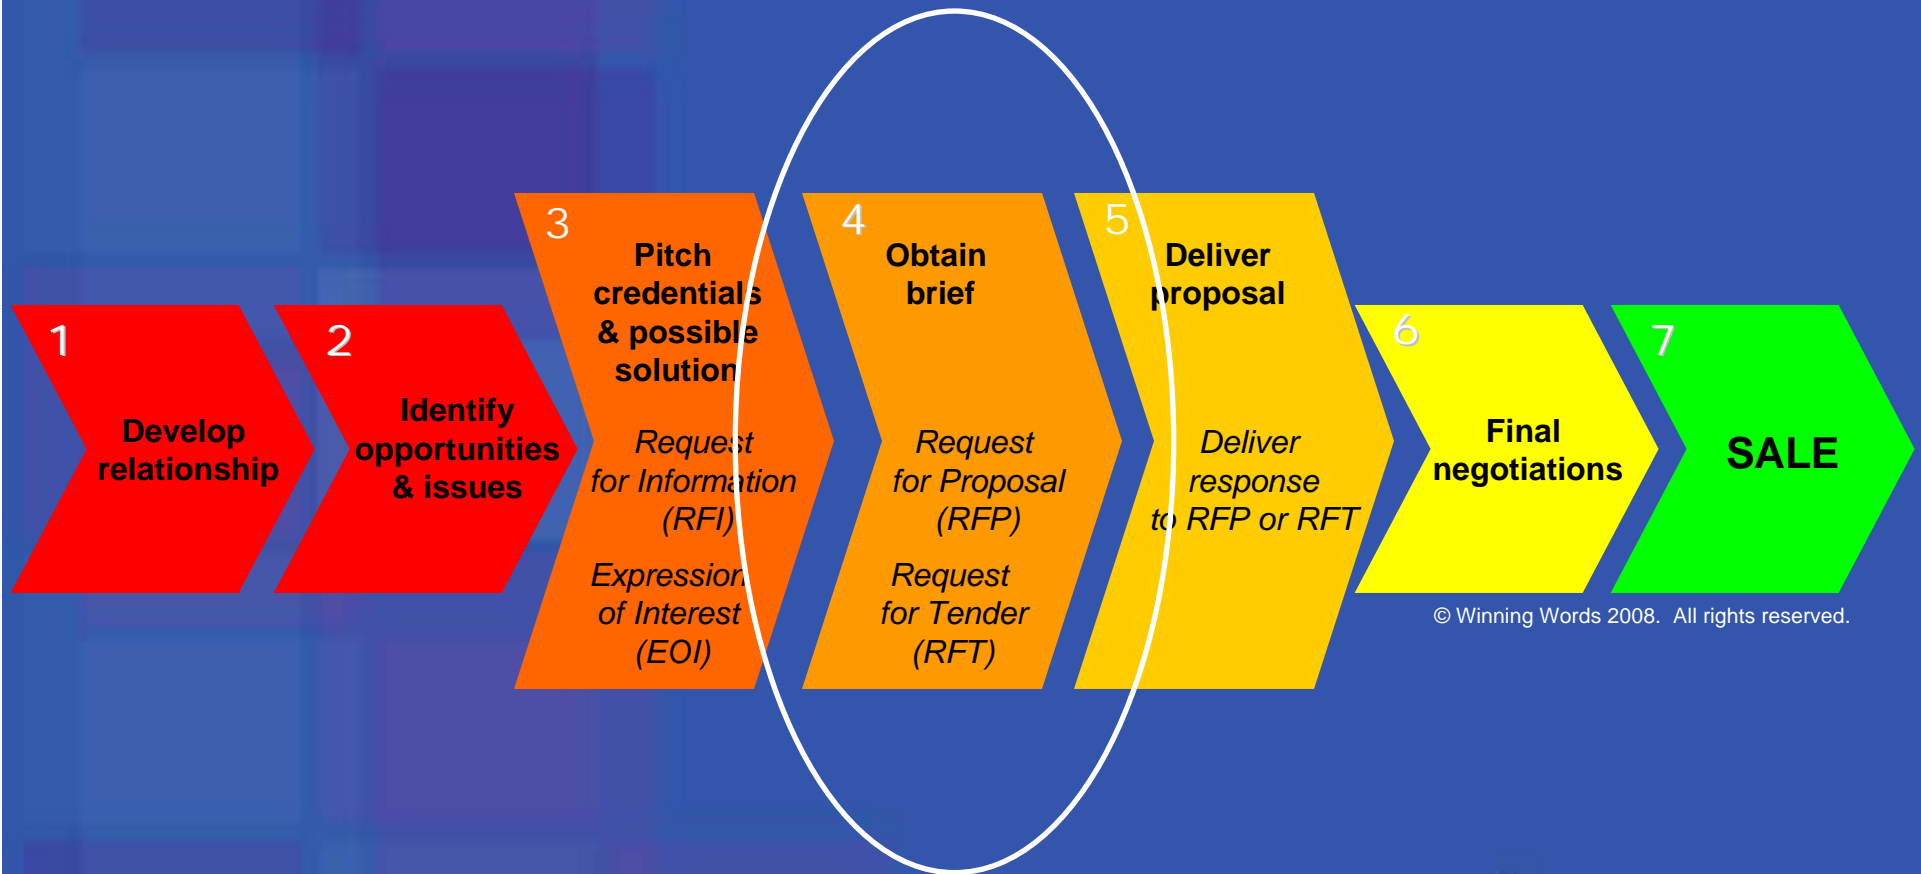 1
Develop
relationship
2
Identify
opportunities
& issues
3
Pitch
credentials
& possible
solution
Request
for Information
(RFI)
Expression
of Interest
(EOI)
4
Obtain
brief
Request
for Proposal
(RFP)
Request
for Tender
(RFT)
5
Deliver
proposal
Deliver
response
to RFP or RFT
6
Final
negotiations
7
SALE
© Winning Words 2008.  All rights reserved.